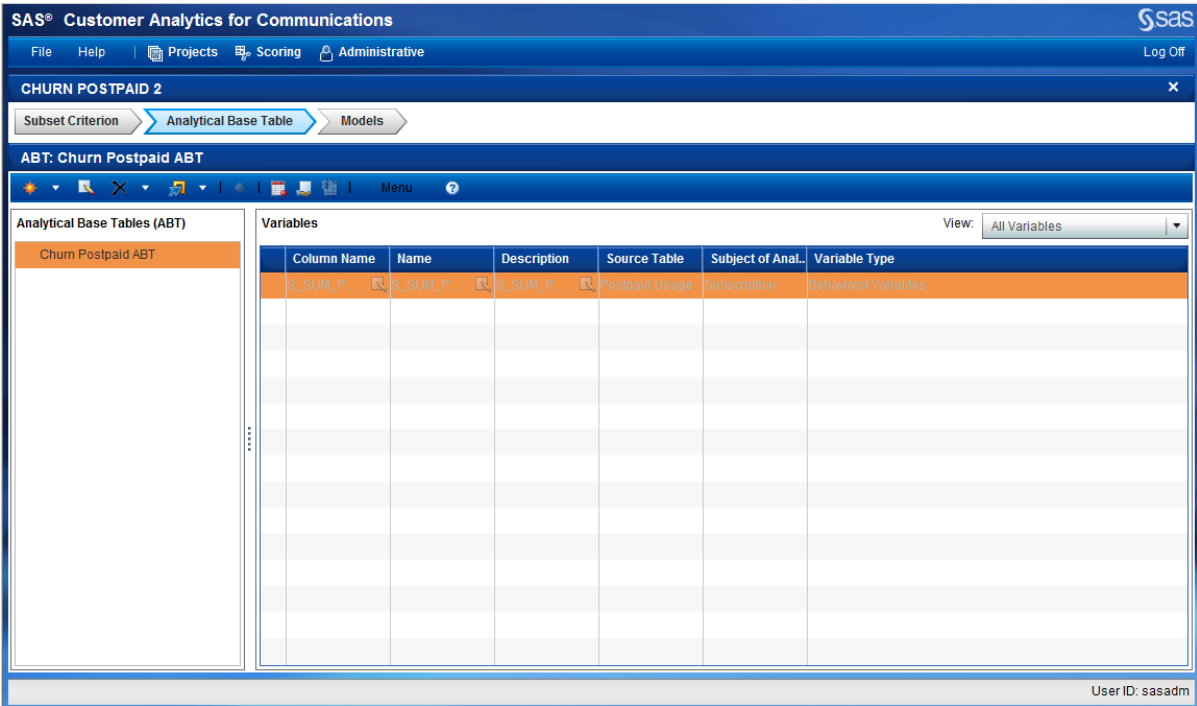 SAS® Customer Analytics for Communications
sas
File Help Projects Scoring Administrative Log Off
CHURN POSTPAID 2
Subset Criterion Analytical Base Table Models
ABT: Churn Postpaid ABT
Menu
Analytical Base Tables (ABT)
Churn Postpaid ABT
Variables View: All Variables
Column Name Name Description Source Table Subject of Anal.. Variable Type
S_SUM_P... S_SUM_P... S_SUM_P... Postpaid Usage Subscription Behavioral Variables
User ID: sasadm